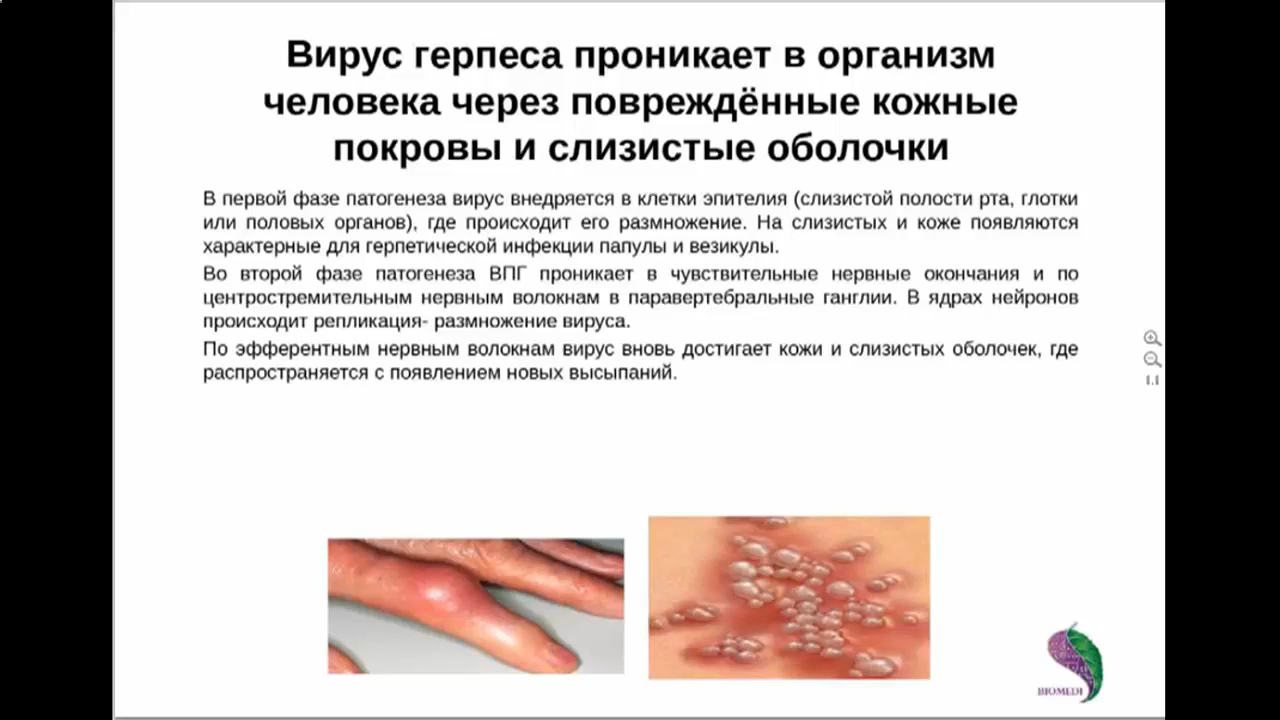 Вирус герпеса проникает в организм
человека через повреждённые кожные
покровы и слизистые оболочки
В первой фазе патогенеза вирус внедряется в клетки эпителия (слизистой полости рта, глотки
или половых органов), где происходит его размножение. На слизистых и коже появляются
характерные для герпетической инфекции папулы и везикулы.
Во второй фазе патогенеза ВПГ проникает в чувствительные нервные окончания и по
центростремительным нервным волокнам в паравертебральные ганглии. В ядрах нейронов
происходит репликация- размножение вируса.
По эфферентным нервным волокнам вирус вновь достигает кожи и слизистых оболочек, где
распространяется с появлением новых высыпаний.
1.1
BIOMEDI